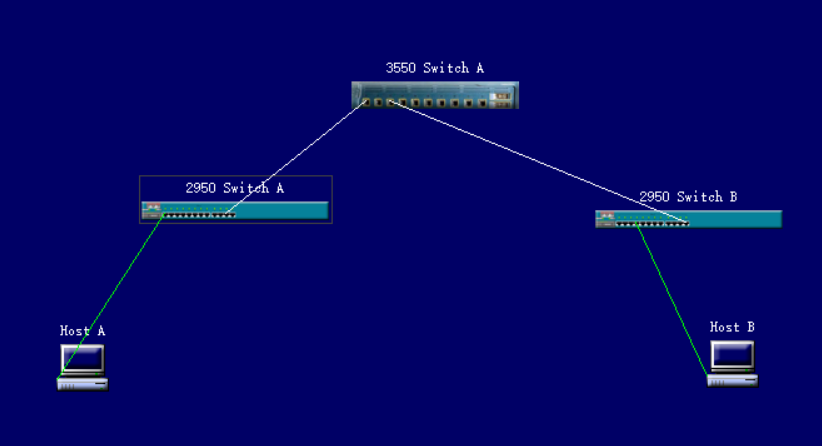 3550 Switch A
2950 Switch A
2950 Switch B
Host A
Host B